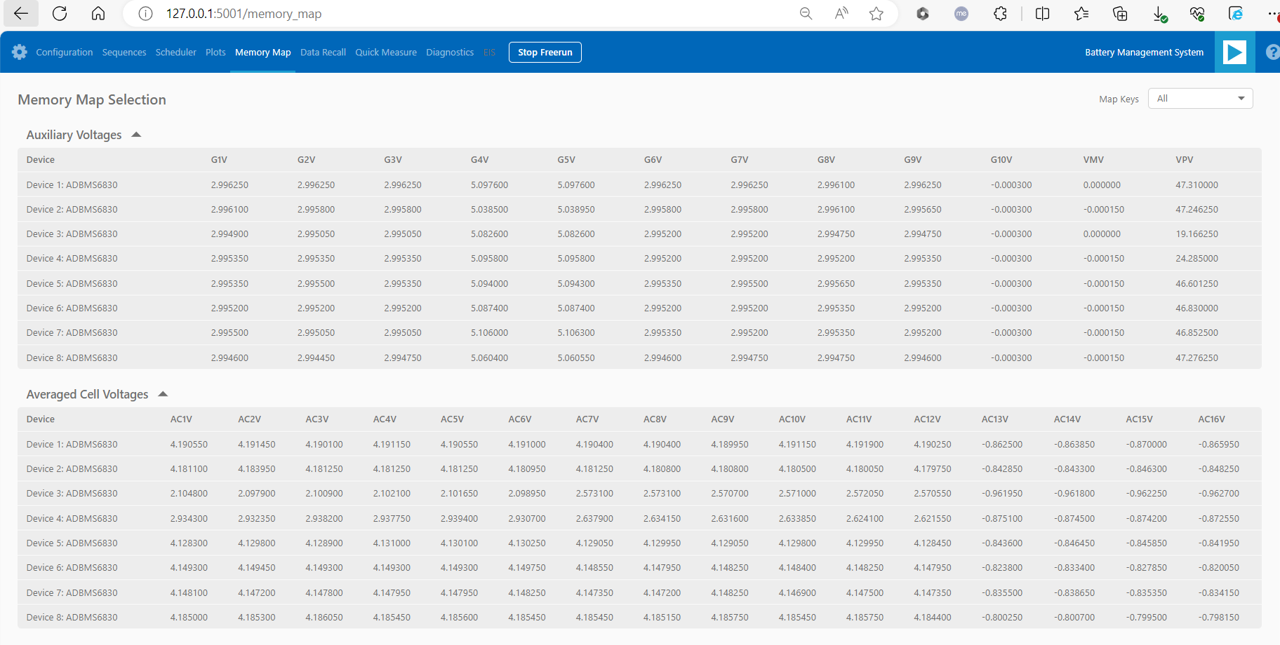 127.0.0.1:5001/memory_map
Configuration Sequences Scheduler Plots Memory Map Data Recall Quick Measure Diagnostics EIS Stop Freerun Battery Management System
Memory Map Selection Map Keys All
Auxiliary Voltages
Device G1V G2V G3V G4V G5V G6V G7V G8V G9V G10V VMV VPV
Device 1: ADBMS6830 2.996250 2.996250 2.996250 5.097600 5.097600 2.996250 2.996250 2.996100 2.996250 -0.000300 0.000000 47.310000
Device 2: ADBMS6830 2.996100 2.995800 2.995800 5.038500 5.038950 2.995800 2.995800 2.996100 2.995650 -0.000300 -0.000150 47.246250
Device 3: ADBMS6830 2.994900 2.995050 2.995050 5.082600 5.082600 2.995200 2.995200 2.994750 2.994750 -0.000300 0.000000 19.166250
Device 4: ADBMS6830 2.995350 2.995350 2.995200 5.095800 5.095800 2.995200 2.995200 2.995200 2.995350 -0.000300 -0.000150 24.285000
Device 5: ADBMS6830 2.995350 2.995500 2.995350 5.094000 5.094300 2.995350 2.995500 2.995650 2.995350 -0.000300 -0.000150 46.601250
Device 6: ADBMS6830 2.995200 2.995200 2.995200 5.087400 5.087400 2.995200 2.995200 2.995350 2.995200 -0.000300 -0.000150 46.830000
Device 7: ADBMS6830 2.995500 2.995050 2.995050 5.106000 5.106300 2.995350 2.995200 2.995350 2.995200 -0.000300 -0.000150 46.852500
Device 8: ADBMS6830 2.994600 2.994450 2.994750 5.060400 5.060550 2.994600 2.994750 2.994750 2.994600 -0.000300 -0.000150 47.276250
Averaged Cell Voltages
Device AC1V AC2V AC3V AC4V AC5V AC6V AC7V AC8V AC9V AC10V AC11V AC12V AC13V AC14V AC15V AC16V
Device 1: ADBMS6830 4.190550 4.191450 4.190100 4.191150 4.190550 4.191000 4.190400 4.190400 4.189950 4.191150 4.191900 4.190250 -0.862500 -0.863850 -0.870000 -0.865950
Device 2: ADBMS6830 4.181100 4.183950 4.181250 4.181250 4.181250 4.180950 4.181250 4.180800 4.180800 4.180500 4.180050 4.179750 -0.842850 -0.843300 -0.846300 -0.848250
Device 3: ADBMS6830 2.104800 2.097900 2.100900 2.102100 2.101650 2.098950 2.573100 2.573100 2.570700 2.571000 2.572050 2.570550 -0.961950 -0.961800 -0.962250 -0.962700
Device 4: ADBMS6830 2.934300 2.932350 2.938200 2.937750 2.939400 2.930700 2.637900 2.634150 2.631600 2.633850 2.624100 2.621550 -0.875100 -0.874500 -0.874200 -0.872550
Device 5: ADBMS6830 4.128300 4.129800 4.128900 4.131000 4.130100 4.130250 4.129050 4.129950 4.129050 4.129800 4.129950 4.128450 -0.843600 -0.846450 -0.845850 -0.841950
Device 6: ADBMS6830 4.149300 4.149450 4.149300 4.149300 4.149300 4.149750 4.148550 4.147950 4.148250 4.148400 4.148250 4.147950 -0.823800 -0.833400 -0.827850 -0.820050
Device 7: ADBMS6830 4.148100 4.147200 4.147800 4.147950 4.147950 4.148250 4.147350 4.147200 4.148250 4.146900 4.147500 4.147350 -0.835500 -0.838650 -0.835350 -0.834150
Device 8: ADBMS6830 4.185000 4.185300 4.186050 4.185450 4.185600 4.185450 4.185450 4.185150 4.185750 4.185450 4.185750 4.184400 -0.800250 -0.800700 -0.799500 -0.798150